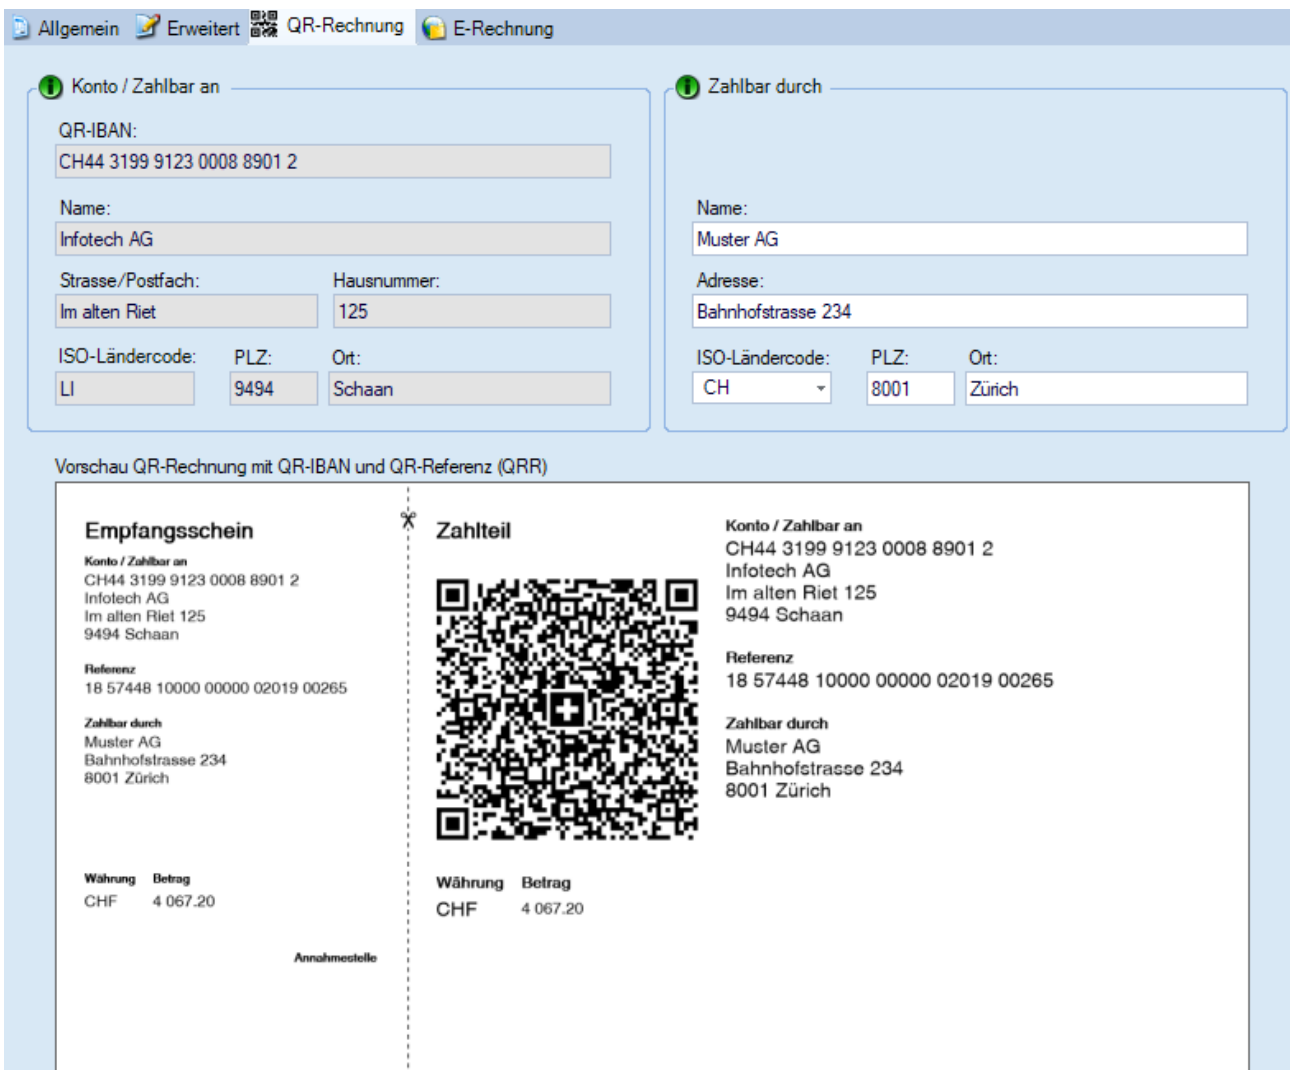 Allgemein Erweitert QR-Rechnung E-Rechnung
Konto / Zahlbar an
QR-IBAN:
CH44 3199 9123 0008 8901 2
Name:
Infotech AG
Strasse/Postfach: Hausnummer:
Im alten Riet 125
ISO-Ländercode: PLZ: Ort:
LI 9494 Schaan
Zahlbar durch
Name:
Muster AG
Adresse:
Bahnhofstrasse 234
ISO-Ländercode: PLZ: Ort:
CH 8001 Zürich
Vorschau QR-Rechnung mit QR-IBAN und QR-Referenz (QRR)
Empfangsschein
Konto / Zahlbar an
CH44 3199 9123 0008 8901 2
Infotech AG
Im alten Riet 125
9494 Schaan
Referenz
18 57448 10000 00000 02019 00265
Zahlbar durch
Muster AG
Bahnhofstrasse 234
8001 Zürich
Währung Betrag
CHF 4 067.20
Annahmestelle
Zahlteil
Währung Betrag
CHF 4 067.20
Konto / Zahlbar an
CH44 3199 9123 0008 8901 2
Infotech AG
Im alten Riet 125
9494 Schaan
Referenz
18 57448 10000 00000 02019 00265
Zahlbar durch
Muster AG
Bahnhofstrasse 234
8001 Zürich